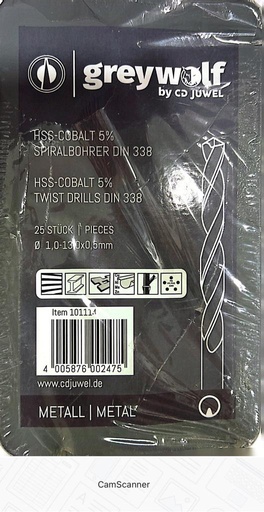 greywolf
by CD JUWEL
HSS-COBALT 5%
SPIRALBOHRER DIN 338
HSS-COBALT 5%
TWIST DRILLS DIN 338
25 STÜCK | PIECES
Ø 1,0-13,0x0,5mm
Item 101114
4 005876 002475
www.cdjuwel.de
METALL | METAL
CamScanner